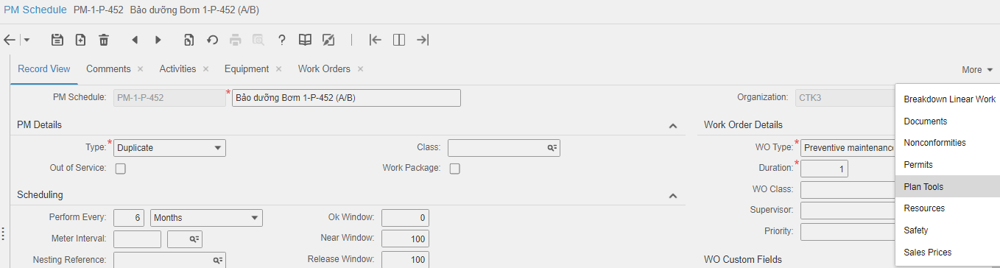 PM Schedule PM-1-P-452 Bảo dưỡng Bơm 1-P-452 (A/B)
Record View Comments × Activities × Equipment × Work Orders × More
PM Schedule: PM-1-P-452 * Bảo dưỡng Bơm 1-P-452 (A/B) Organization: CTK3
PM Details
Type: * Duplicate Class:
Out of Service: Work Package:
Scheduling
Perform Every: 6 Months Ok Window: 0
Meter Interval: Near Window: 100
Nesting Reference: Release Window: 100
Work Order Details
WO Type: * Preventive maintenance
Duration: * 1
WO Class:
Supervisor:
Priority:
WO Custom Fields
Breakdown Linear Work
Documents
Nonconformities
Permits
Plan Tools
Resources
Safety
Sales Prices